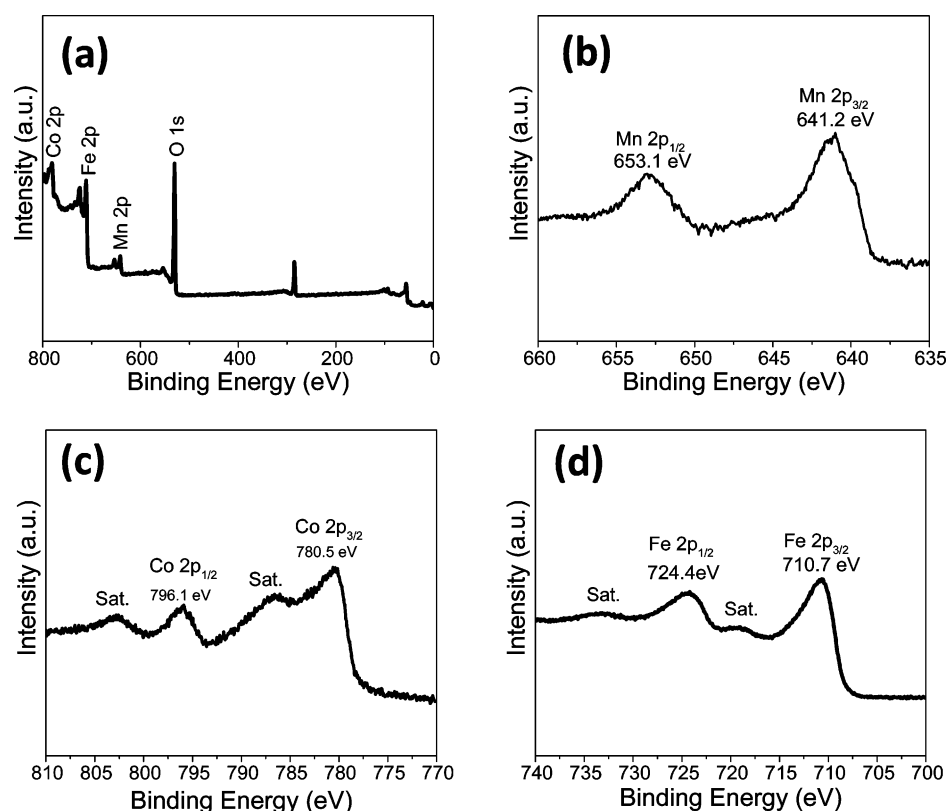 (a)
Intensity (a.u.)
Co 2p
Fe 2p
Mn 2p
O 1s
800 600 400 200 0
Binding Energy (eV)
(b)
Intensity (a.u.)
Mn 2p1/2
653.1 eV
Mn 2p3/2
641.2 eV
660 655 650 645 640 635
Binding Energy (eV)
(c)
Intensity (a.u.)
Sat.
Co 2p1/2
796.1 eV
Sat.
Co 2p3/2
780.5 eV
810 805 800 795 790 785 780 775 770
Binding Energy (eV)
(d)
Intensity (a.u.)
Sat.
Fe 2p1/2
724.4eV
Sat.
Fe 2p3/2
710.7 eV
740 735 730 725 720 715 710 705 700
Binding Energy (eV)